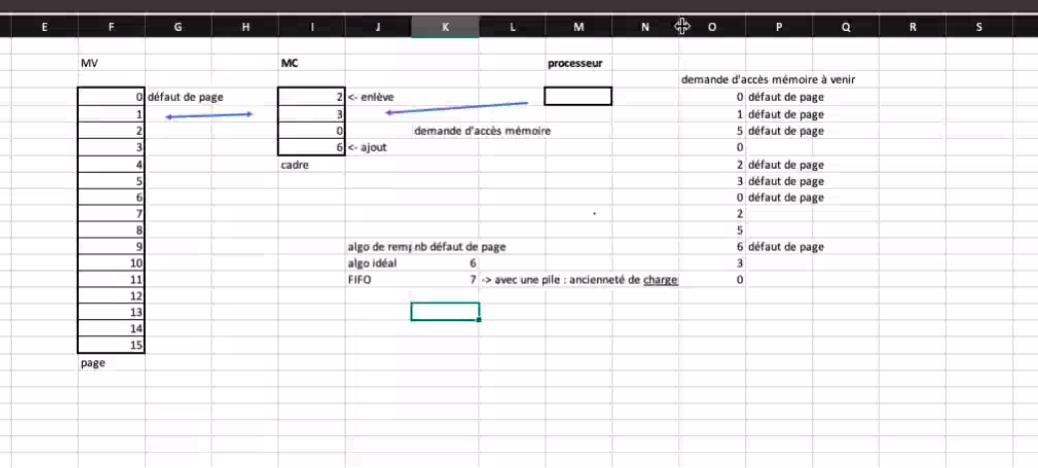 E F G H I J K L M N O P Q R S
MV MC processeur
demande d'accès mémoire à venir
0 défaut de page 2 <- enlève 0 défaut de page
1 3 1 défaut de page
2 0 demande d'accès mémoire 5 défaut de page
3 6 <- ajout 0
4 cadre 2 défaut de page
5 3 défaut de page
6 0 défaut de page
7 2
8 5
9 algo de remp nb défaut de page 6 défaut de page
10 algo idéal 6 3
11 FIFO 7 -> avec une pile : ancienneté de charge 0
12
13
14
15
page